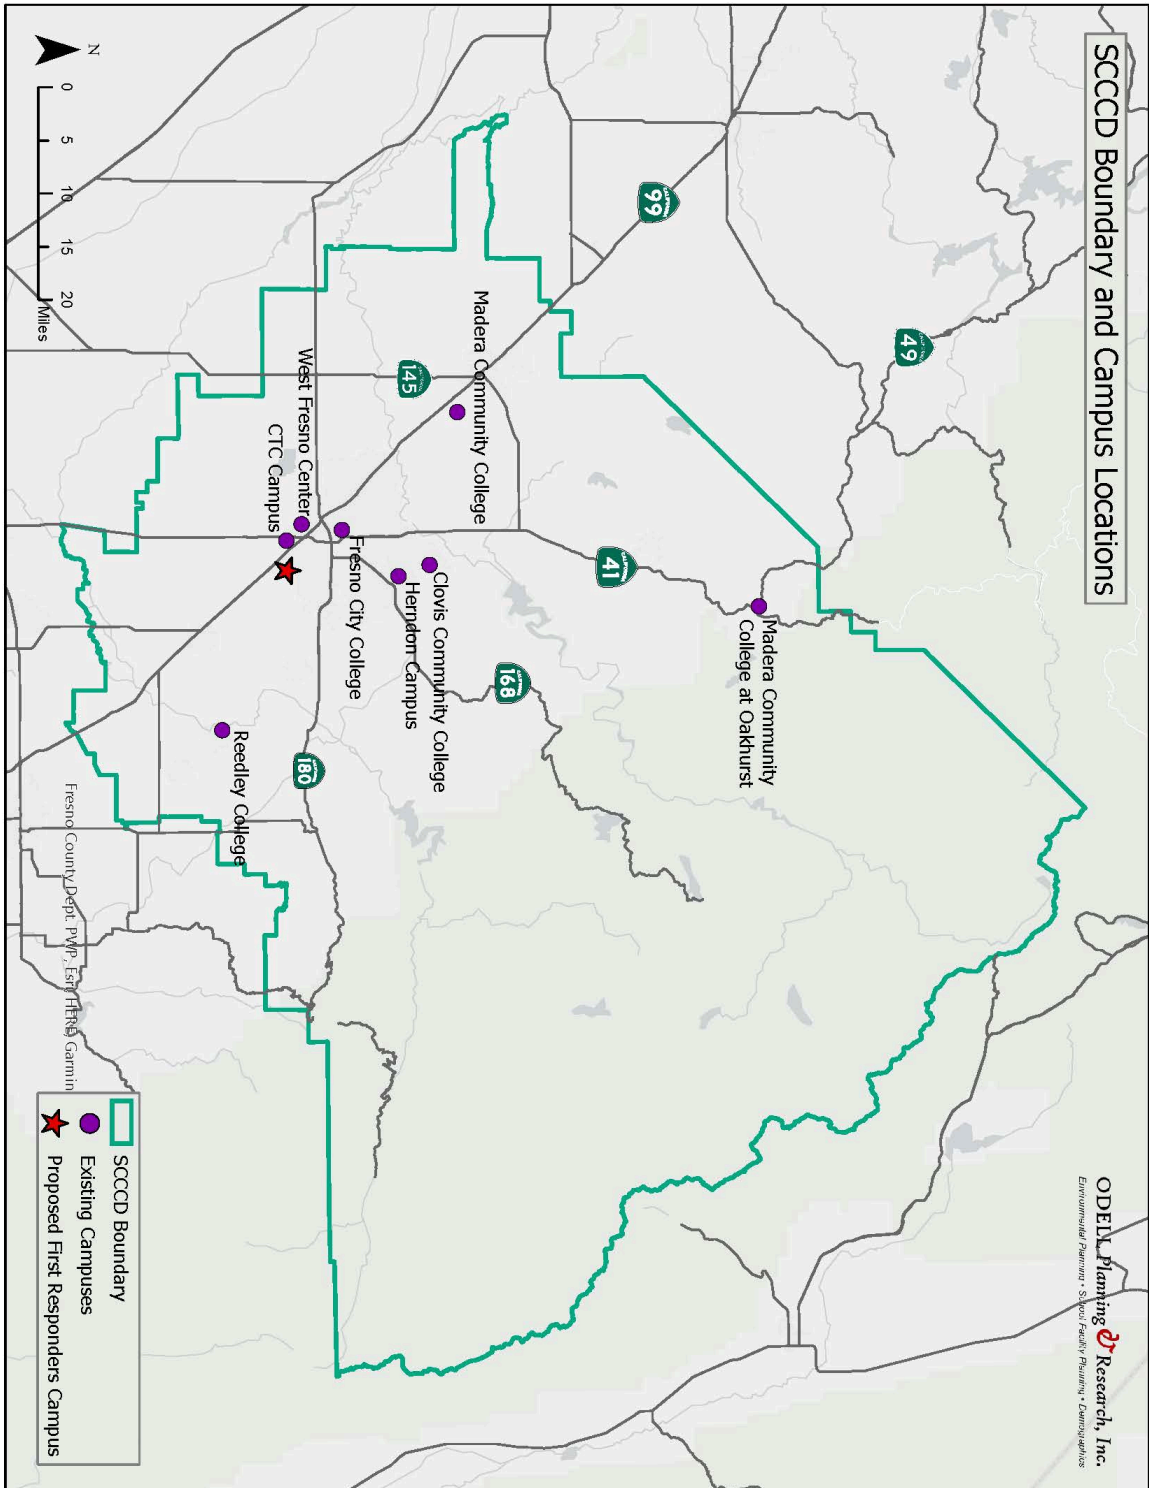 SCCCD Boundary and Campus Locations
ODELL Planning & Research, Inc.
Environmental Planning • School Facility Planning • Demographics
49
99
41
Madera Community
College at Oakhurst
168
Madera Community College
145
Clovis Community College
Herndon Campus
Fresno City College
West Fresno Center
CTC Campus
180
Reedley College
N
0 5 10 15 20
Miles
SCCCD Boundary
Existing Campuses
Proposed First Responders Campus
Fresno County Dept. PWP, Esri, HERE, Garmin